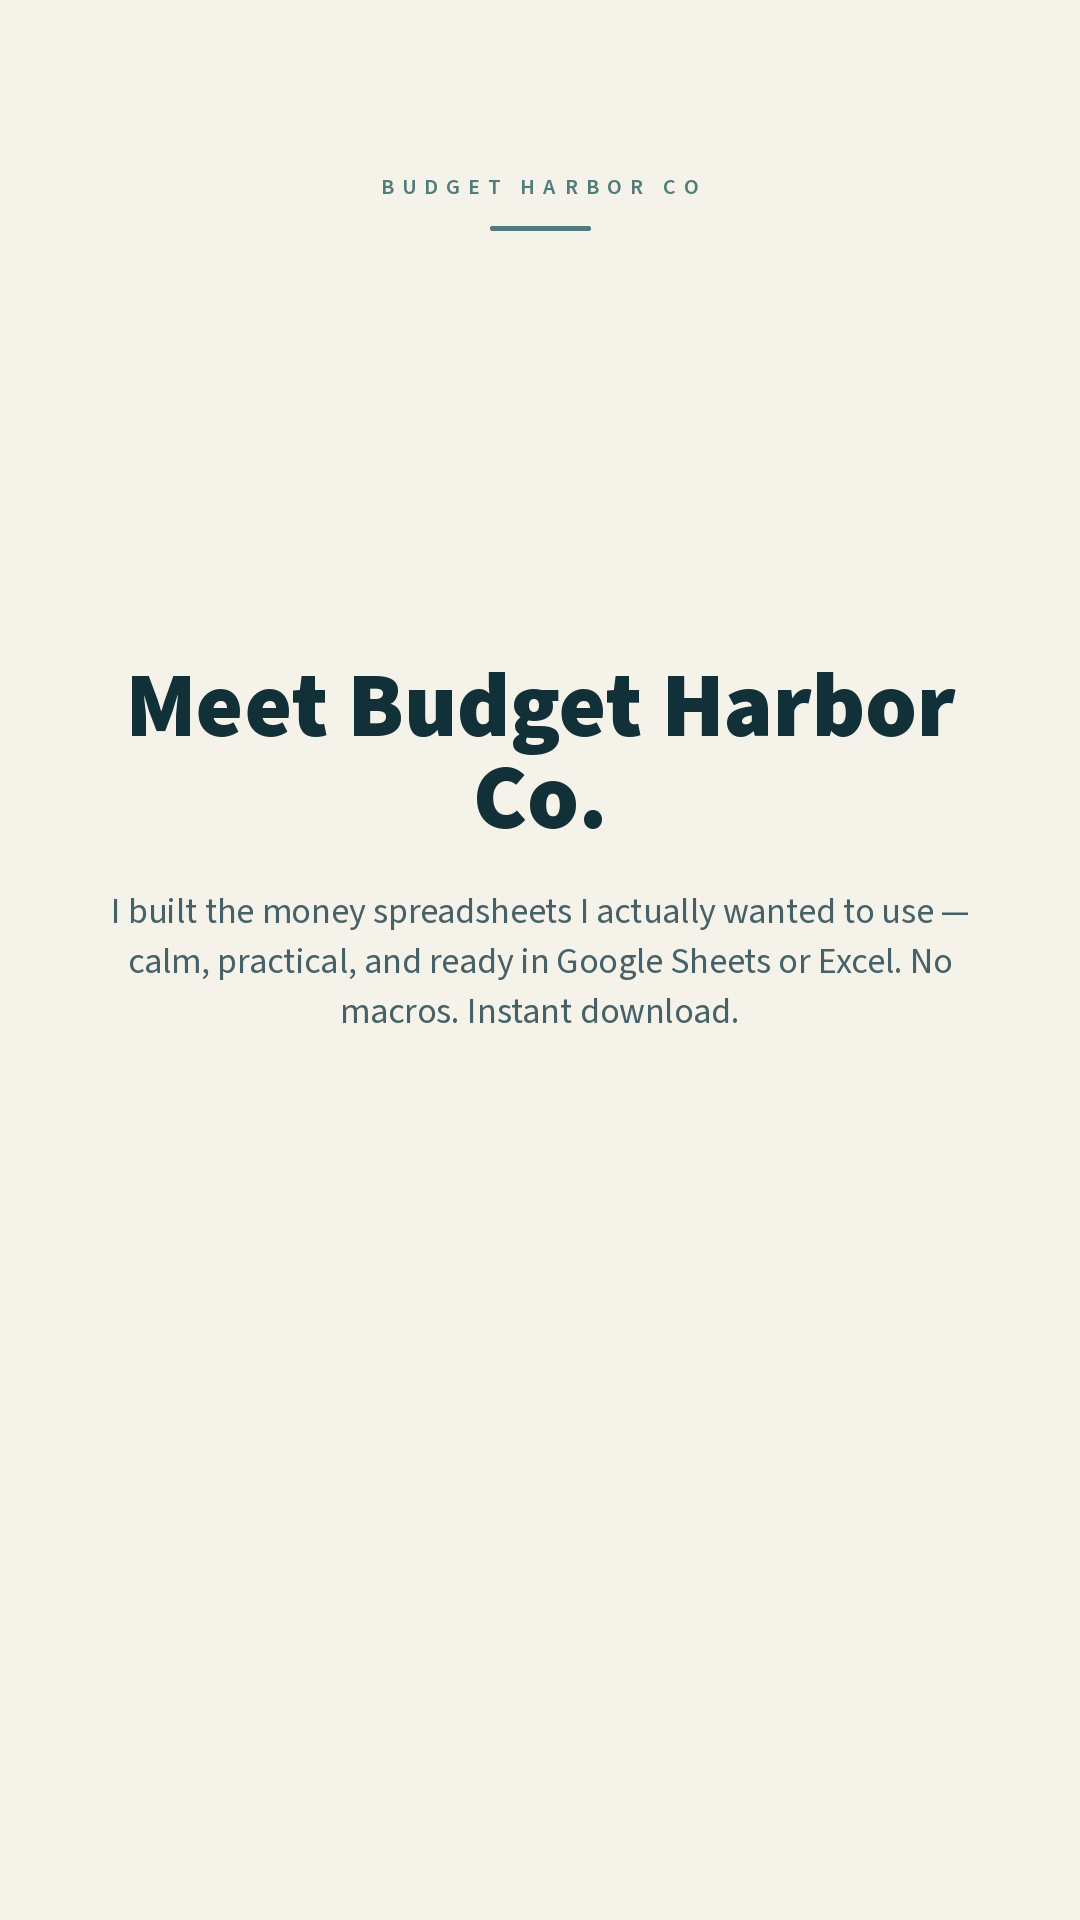 BUDGET HARBOR CO
Meet Budget Harbor
Co.
I built the money spreadsheets I actually wanted to use —
calm, practical, and ready in Google Sheets or Excel. No
macros. Instant download.